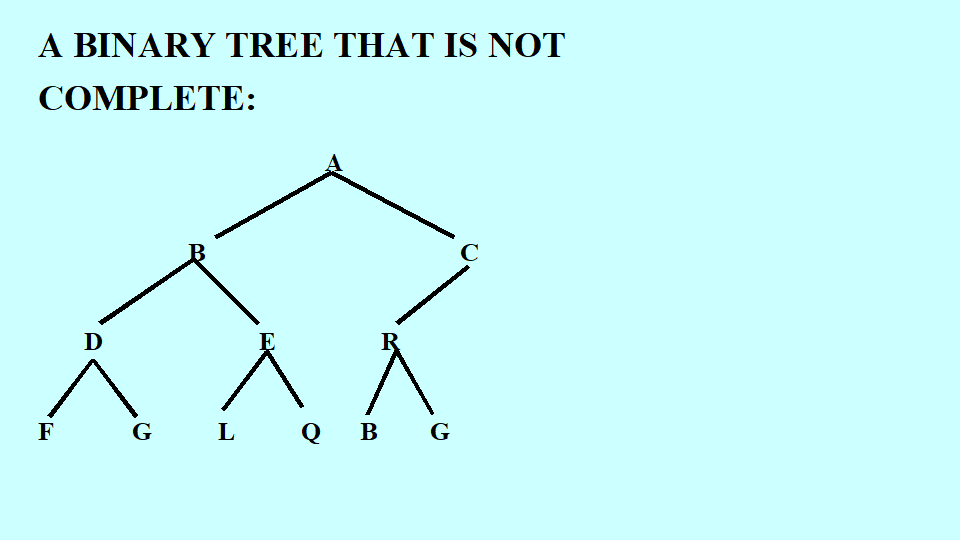 A BINARY TREE THAT IS NOT
COMPLETE:
A
B C
D E R
F G L Q B G